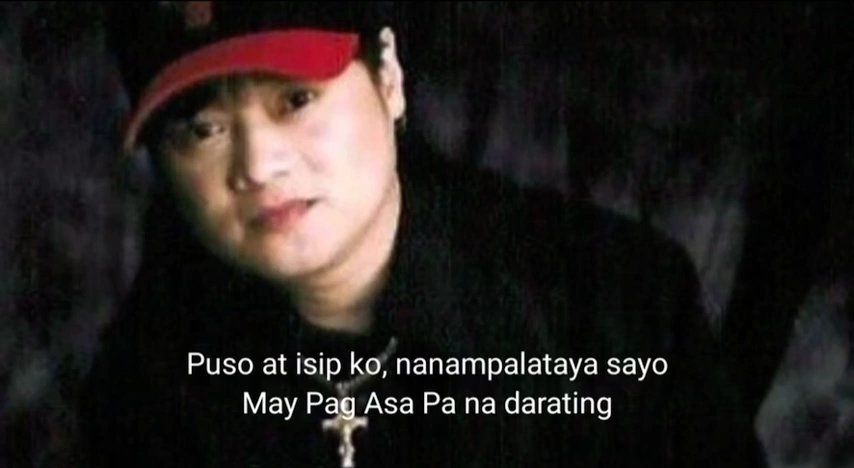 Puso at isip ko, nanampalataya sayo
May Pag Asa Pa na darating